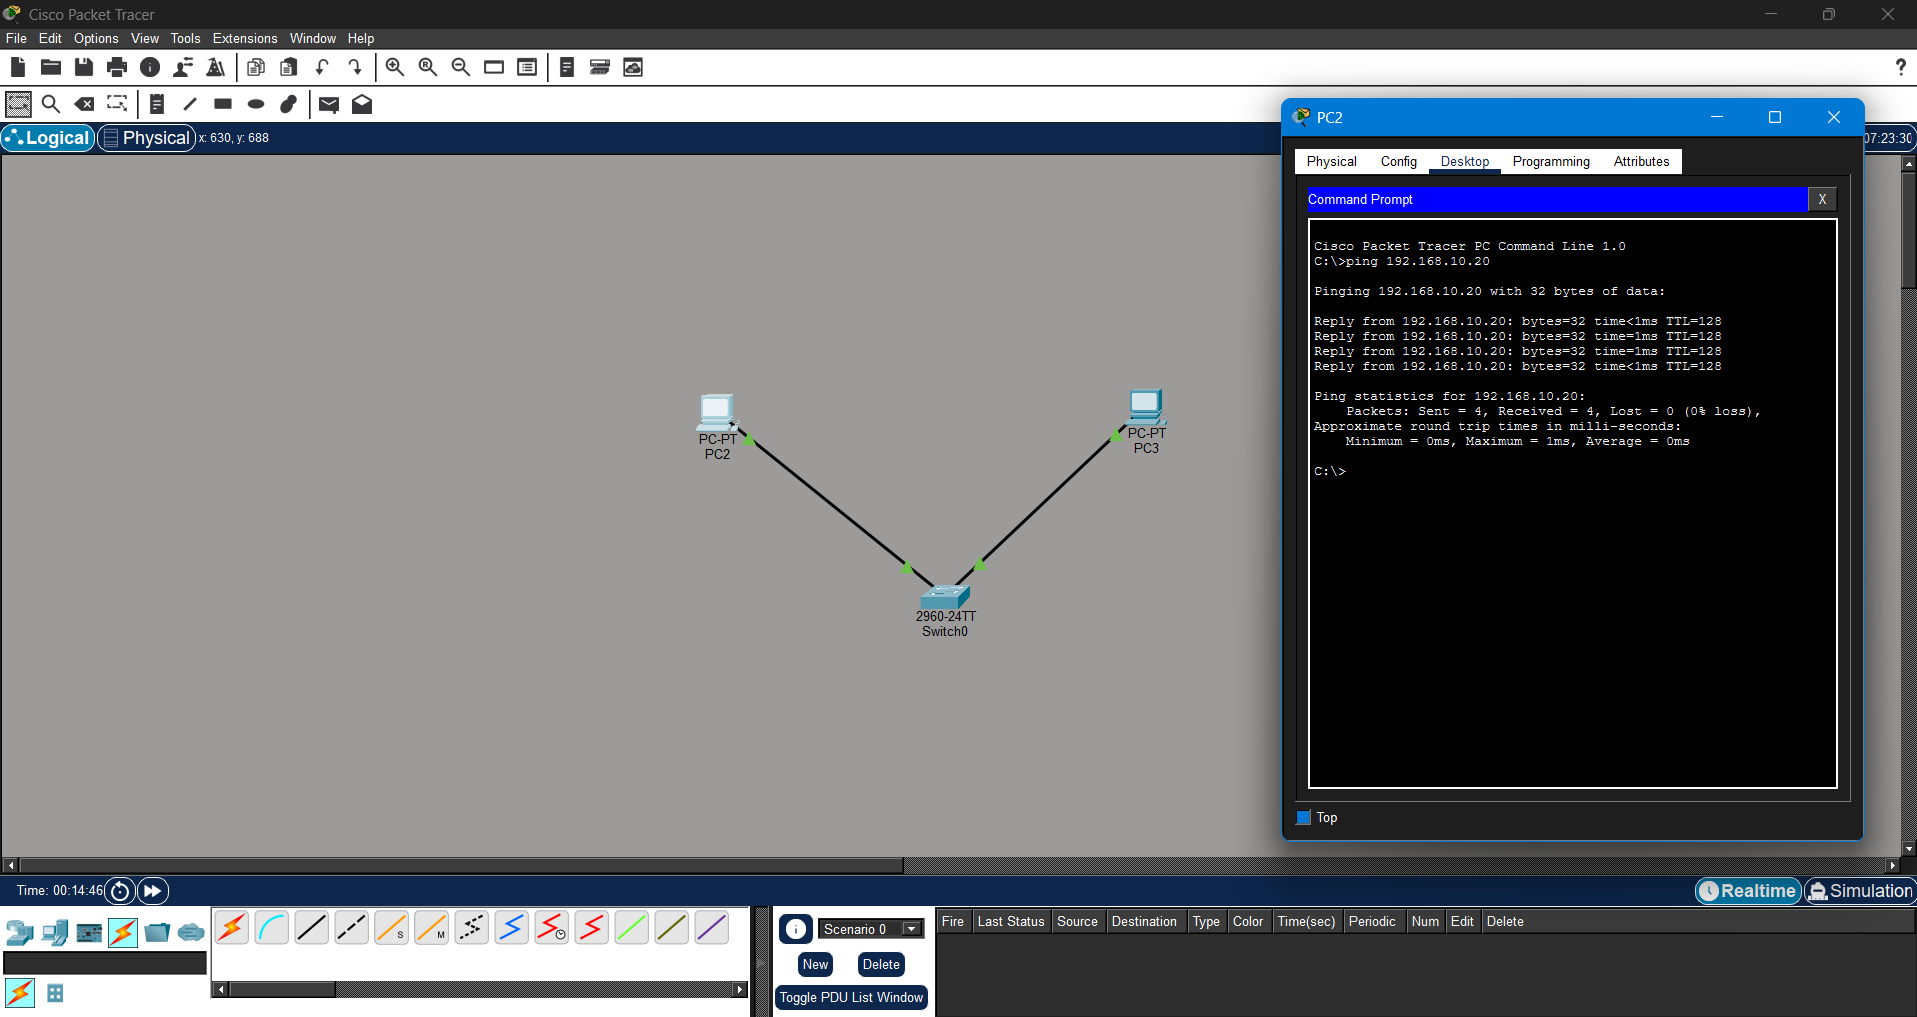 Cisco Packet Tracer
File Edit Options View Tools Extensions Window Help
Logical Physical x: 630, y: 688
07:23:30
PC2
Physical Config Desktop Programming Attributes
Command Prompt X
Cisco Packet Tracer PC Command Line 1.0
C:\>ping 192.168.10.20
Pinging 192.168.10.20 with 32 bytes of data:
Reply from 192.168.10.20: bytes=32 time<1ms TTL=128
Reply from 192.168.10.20: bytes=32 time=1ms TTL=128
Reply from 192.168.10.20: bytes=32 time=1ms TTL=128
Reply from 192.168.10.20: bytes=32 time<1ms TTL=128
Ping statistics for 192.168.10.20:
Packets: Sent = 4, Received = 4, Lost = 0 (0% loss),
Approximate round trip times in milli-seconds:
Minimum = 0ms, Maximum = 1ms, Average = 0ms
C:\>
Top
PC-PT
PC2
PC-PT
PC3
2960-24TT
Switch0
Time: 00:14:46
Realtime Simulation
S M
Scenario 0
New Delete
Toggle PDU List Window
Fire Last Status Source Destination Type Color Time(sec) Periodic Num Edit Delete